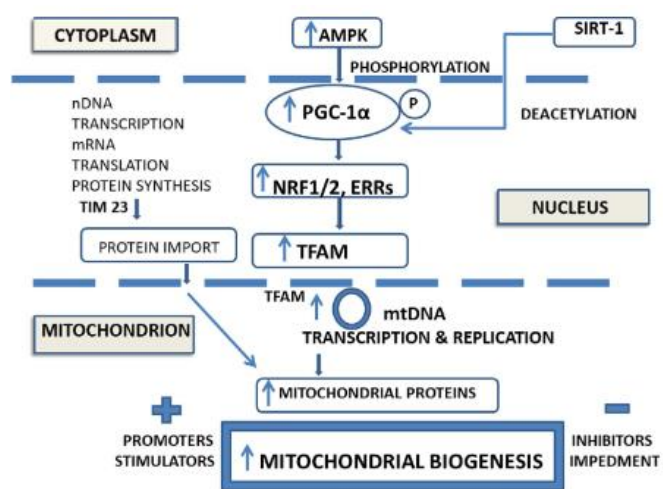 CYTOPLASM
AMPK
SIRT-1
PHOSPHORYLATION
nDNA
TRANSCRIPTION
mRNA
TRANSLATION
PROTEIN SYNTHESIS
TIM 23
PGC-1α
P
DEACETYLATION
NRF1/2, ERRs
NUCLEUS
PROTEIN IMPORT
TFAM
TFAM
mtDNA
MITOCHONDRION
TRANSCRIPTION & REPLICATION
MITOCHONDRIAL PROTEINS
PROMOTERS
STIMULATORS
MITOCHONDRIAL BIOGENESIS
INHIBITORS
IMPEDMENT